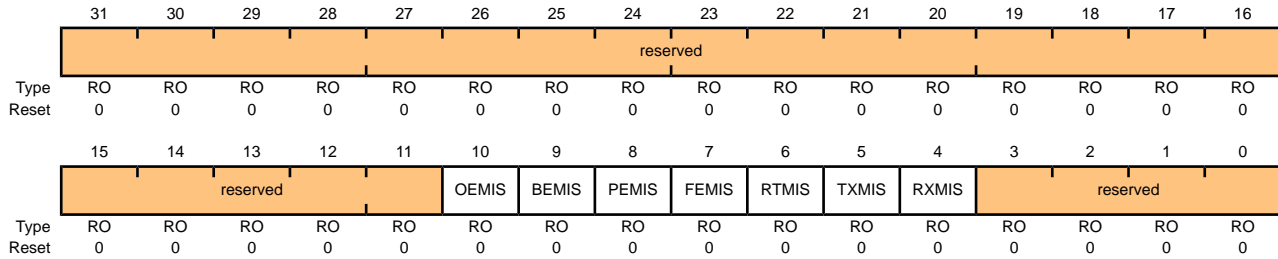 31 30 29 28 27 26 25 24 23 22 21 20 19 18 17 16
reserved
Type RO RO RO RO RO RO RO RO RO RO RO RO RO RO RO RO
Reset 0 0 0 0 0 0 0 0 0 0 0 0 0 0 0 0
15 14 13 12 11 10 9 8 7 6 5 4 3 2 1 0
reserved OEMIS BEMIS PEMIS FEMIS RTMIS TXMIS RXMIS reserved
Type RO RO RO RO RO RO RO RO RO RO RO RO RO RO RO RO
Reset 0 0 0 0 0 0 0 0 0 0 0 0 0 0 0 0